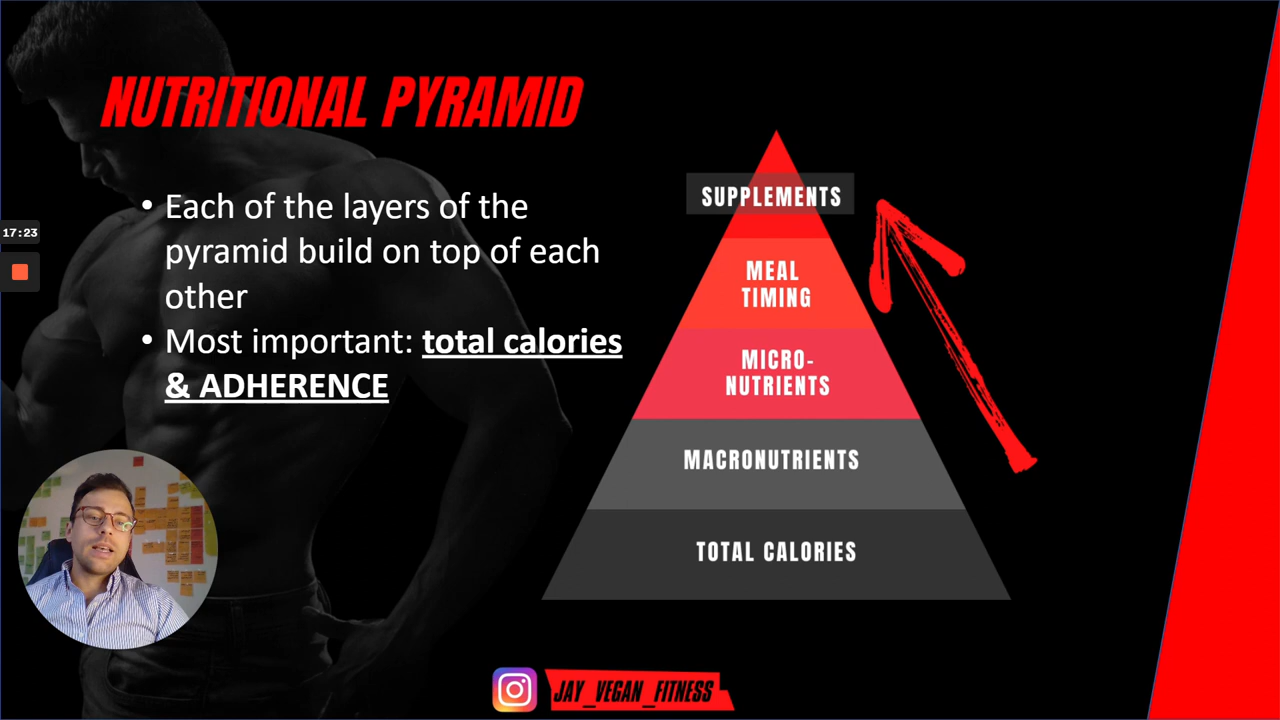 NUTRITIONAL PYRAMID
• Each of the layers of the
pyramid build on top of each
other
• Most important: total calories
& ADHERENCE
17:23
SUPPLEMENTS
MEAL
TIMING
MICRO-
NUTRIENTS
MACRONUTRIENTS
TOTAL CALORIES
JAY_VEGAN_FITNESS